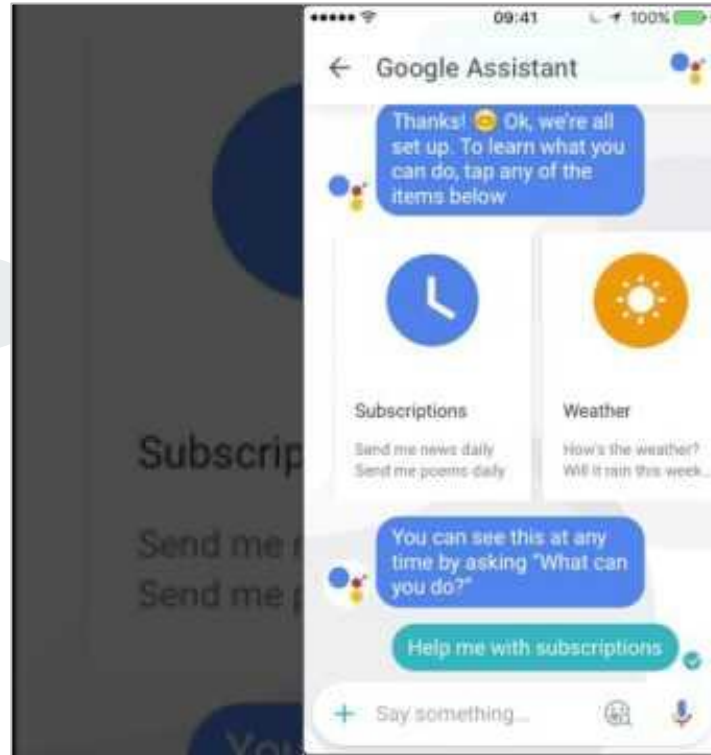 09:41
100%
Google Assistant
Thanks! Ok, we're all
set up. To learn what you
can do, tap any of the
items below
Subscriptions
Send me news daily
Send me poems daily
Weather
How's the weather?
Will it rain this week...
You can see this at any
time by asking "What can
you do?"
Help me with subscriptions
Say something...
Subscrip
Send me
Send me p
You